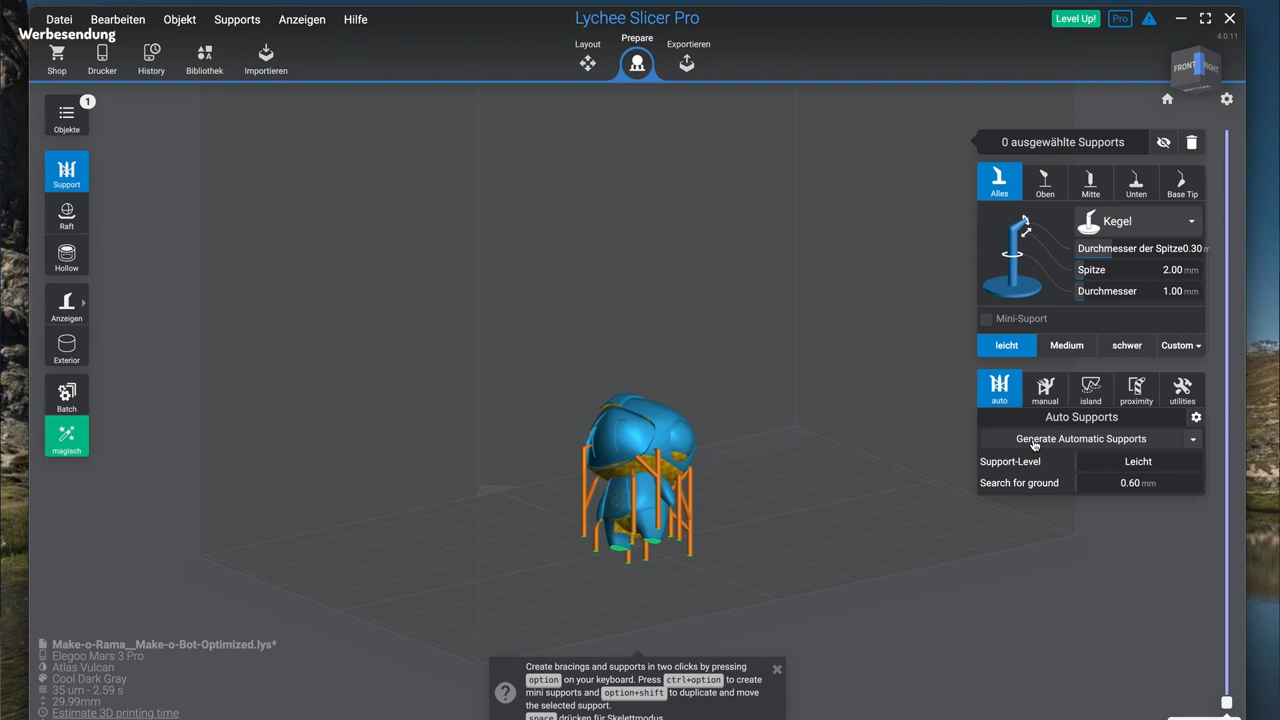 Datei Bearbeiten Objekt Supports Anzeigen Hilfe
Lychee Slicer Pro
Level Up! Pro
Werbesendung
4.0.11
Shop Drucker History Bibliothek Importieren
Layout Prepare Exportieren
FRONT RIGHT
1
Objekte
Support
Raft
Hollow
Anzeigen
Exterior
Batch
magisch
0 ausgewählte Supports
Alles Oben Mitte Unten Base Tip
Kegel
Durchmesser der Spitze0.30
Spitze 2.00 mm
Durchmesser 1.00 mm
Mini-Suport
leicht Medium schwer Custom
auto manual island proximity utilities
Auto Supports
Generate Automatic Supports
Support-Level Leicht
Search for ground 0.60 mm
Make-o-Rama__Make-o-Bot-Optimized.lys*
Elegoo Mars 3 Pro
Atlas Vulcan
Cool Dark Gray
35 um - 2.59 s
29.99mm
Estimate 3D printing time
Create bracings and supports in two clicks by pressing
option on your keyboard. Press ctrl+option to create
mini supports and option+shift to duplicate and move
the selected support.
space drücken für Skelettmodus